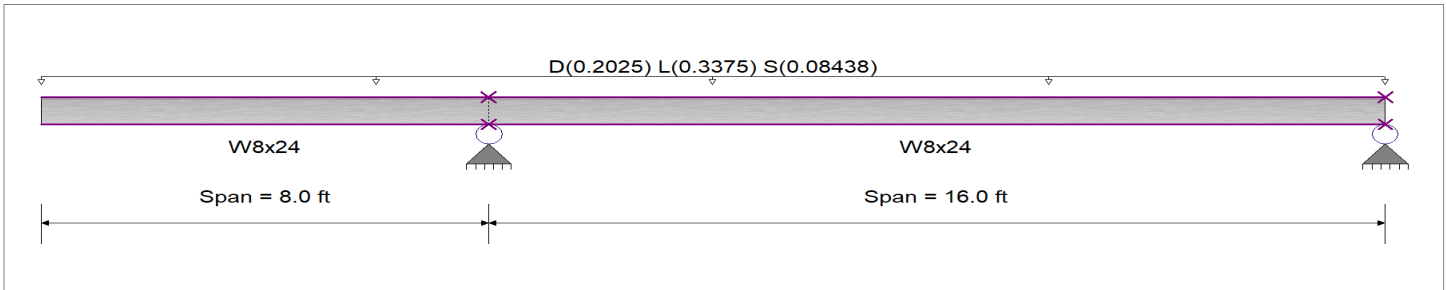 D(0.2025) L(0.3375) S(0.08438)
W8x24 W8x24
Span = 8.0 ft Span = 16.0 ft